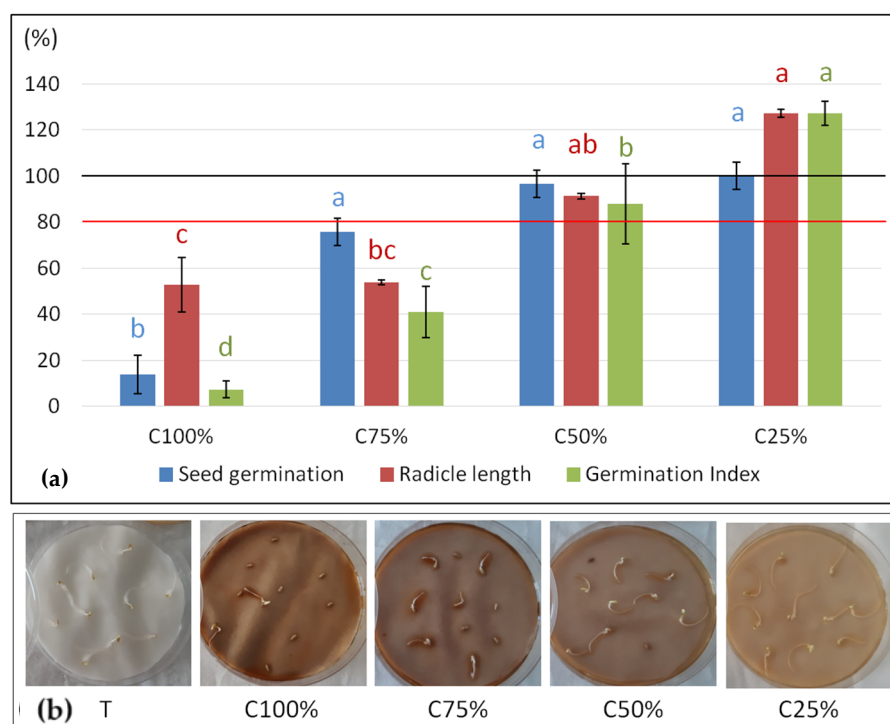 (%)
140
120
100
80
60
40
20
0
b c d
a bc c
a ab b
a a a
C100% C75% C50% C25%
(a)
Seed germination Radicle length Germination Index
(b) T C100% C75% C50% C25%